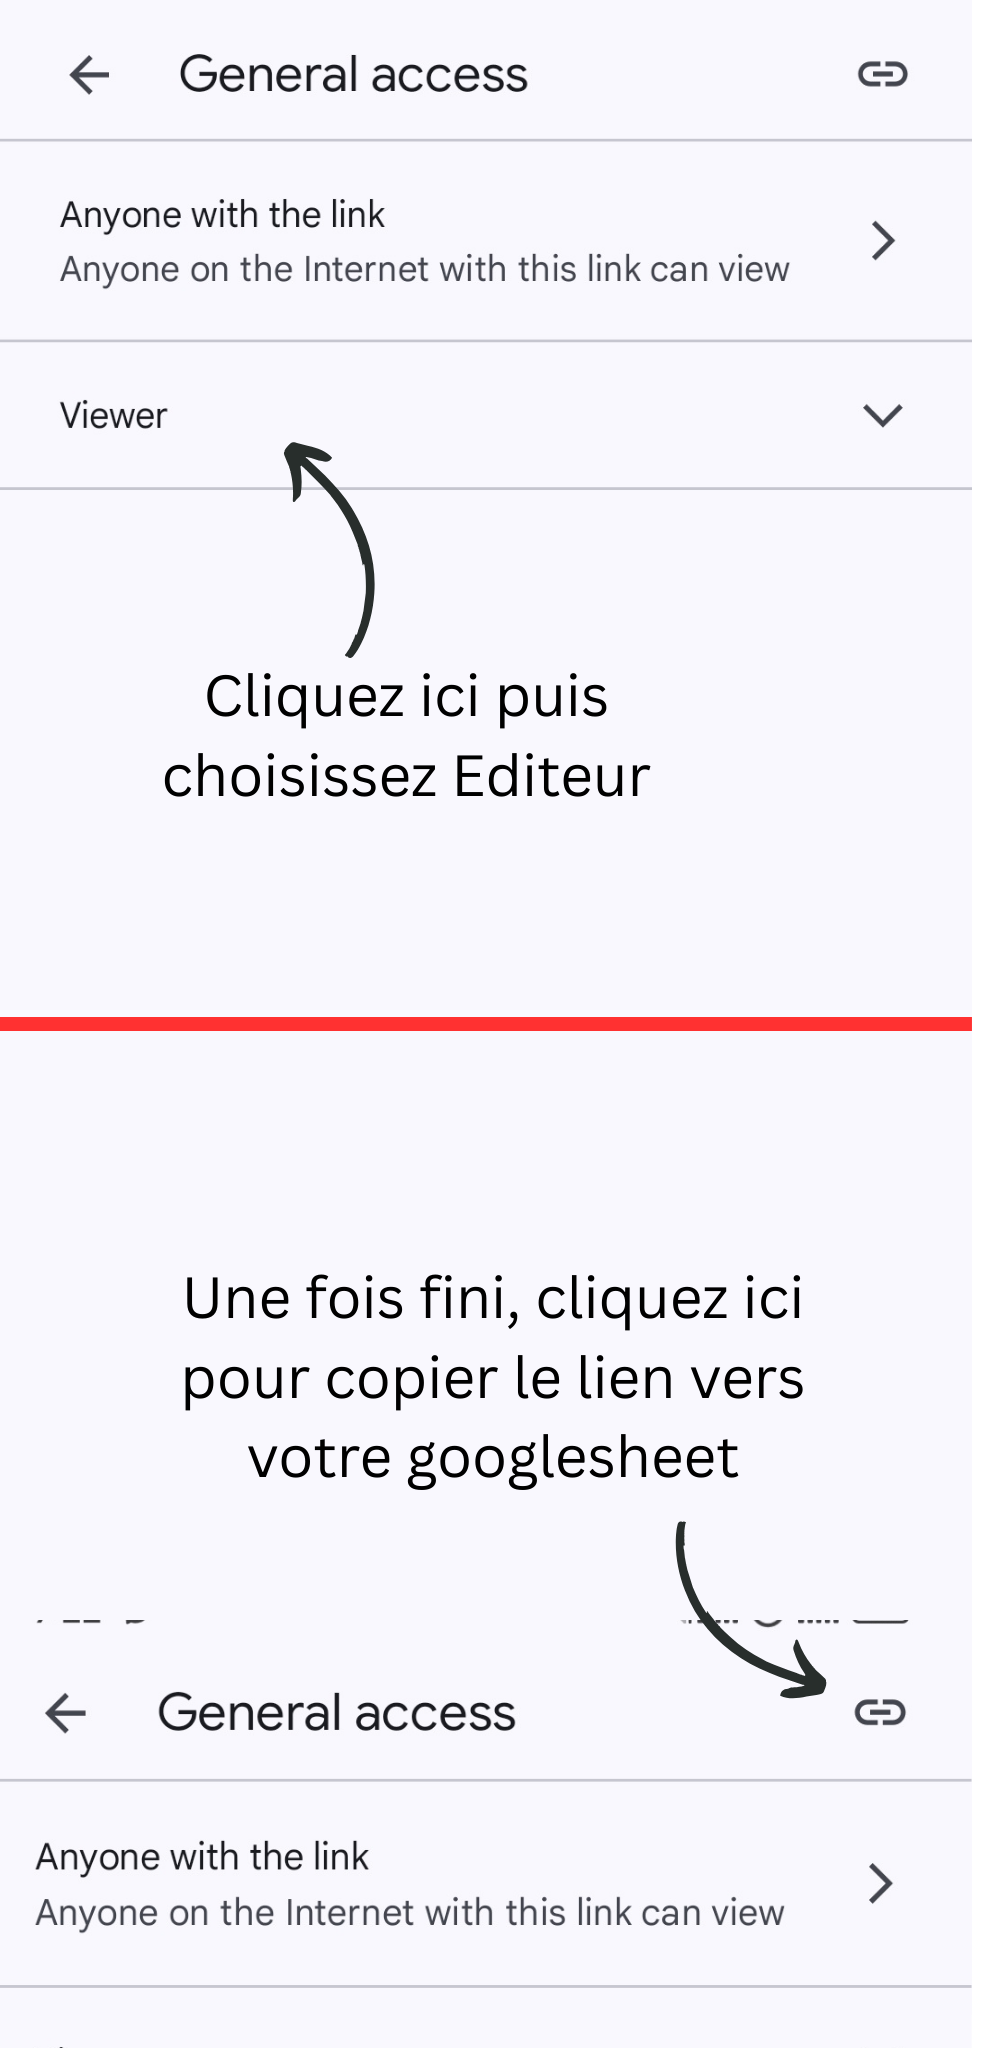 General access
Anyone with the link
Anyone on the Internet with this link can view
Viewer
Cliquez ici puis
choisissez Editeur
Une fois fini, cliquez ici
pour copier le lien vers
votre googlesheet
General access
Anyone with the link
Anyone on the Internet with this link can view